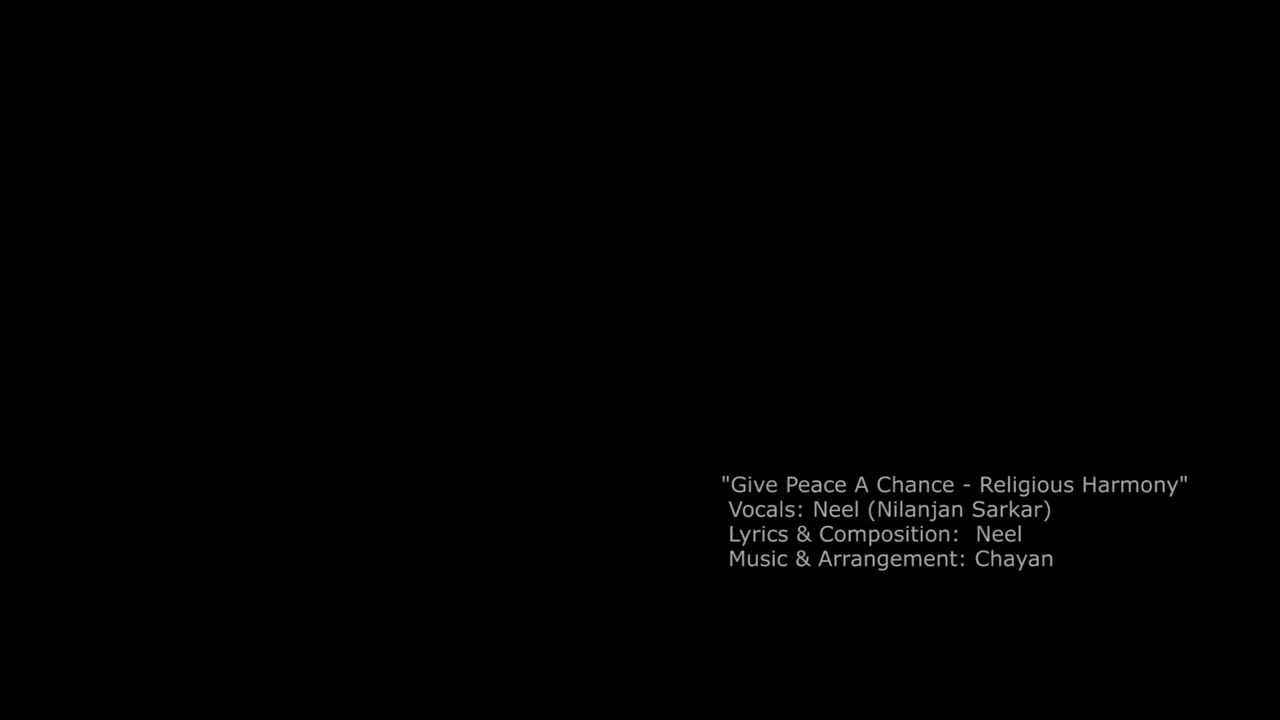 "Give Peace A Chance - Religious Harmony"
Vocals: Neel (Nilanjan Sarkar)
Lyrics & Composition:  Neel
Music & Arrangement: Chayan